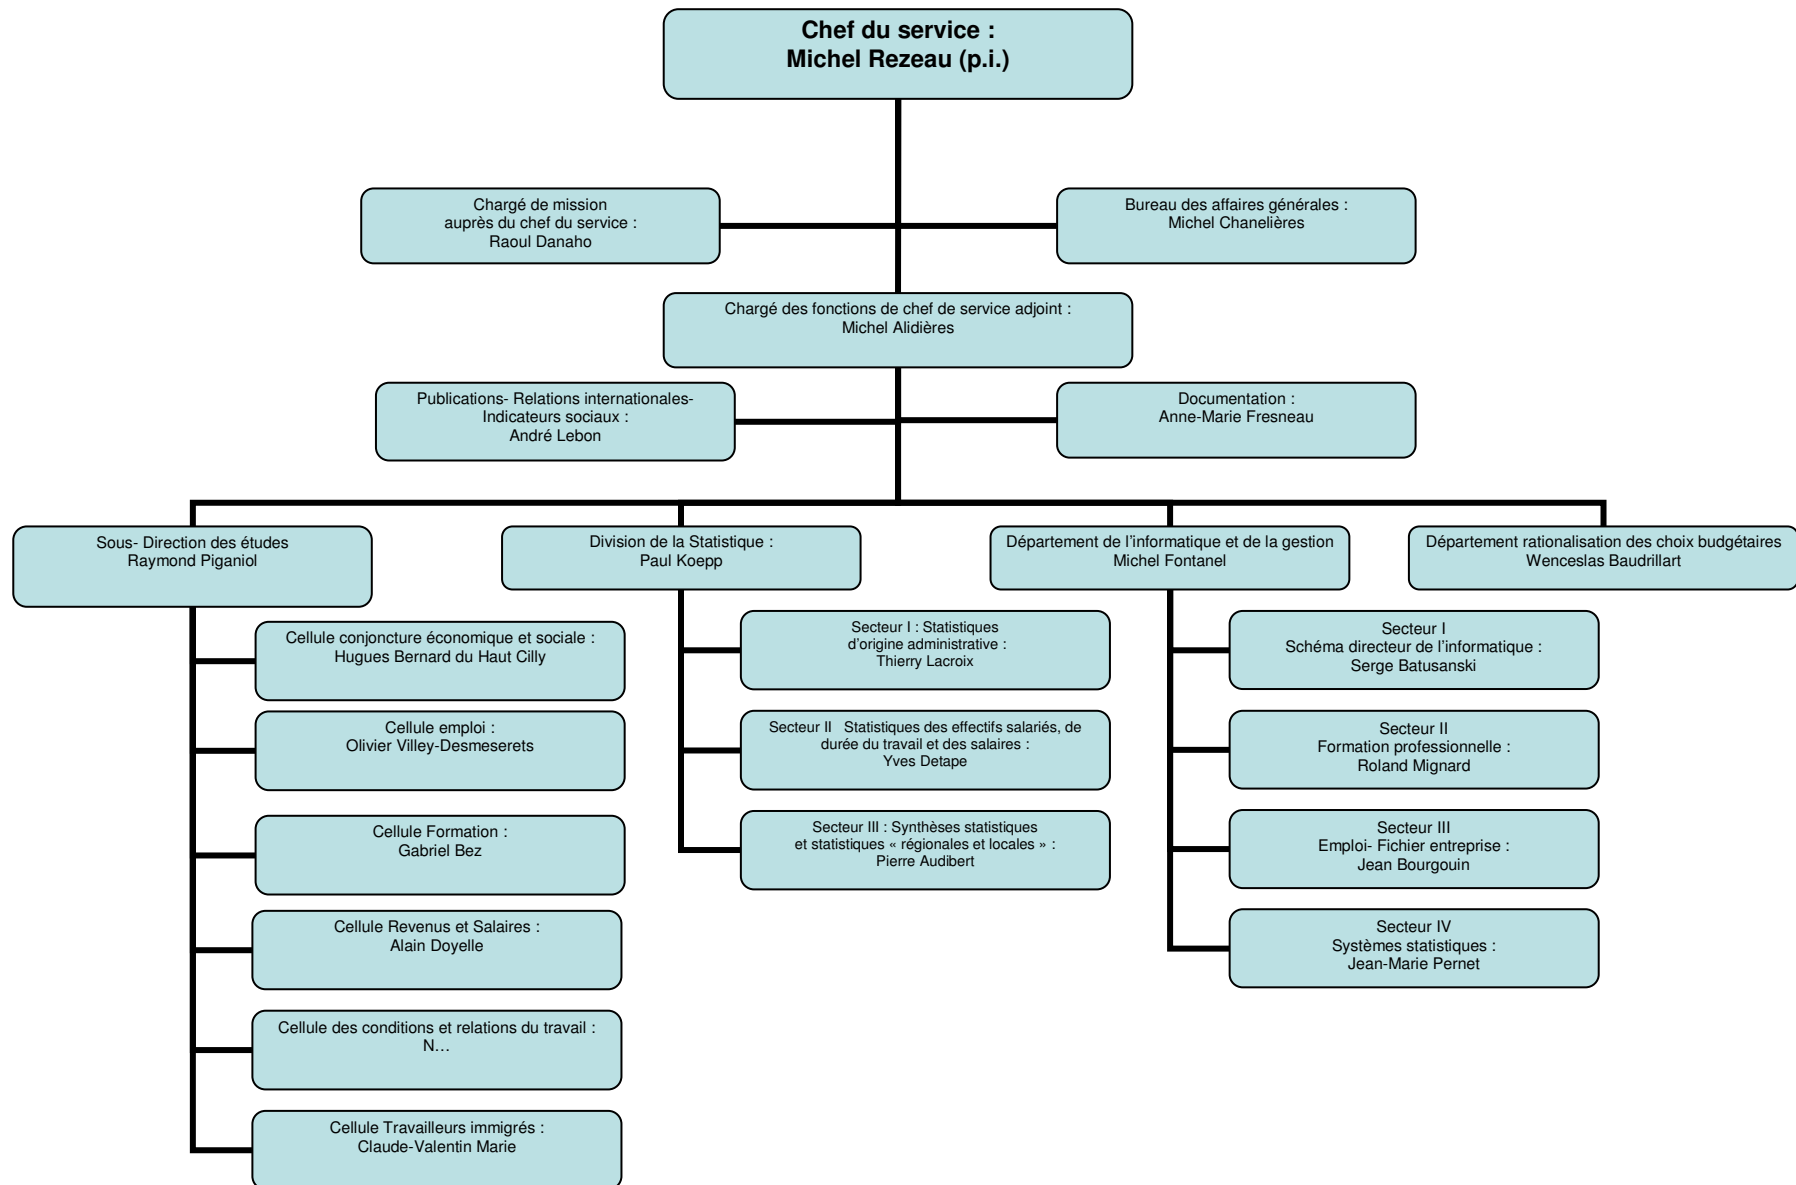 Chef du service :
Michel Rezeau (p.i.)
Chargé de mission
auprès du chef du service :
Raoul Danaho
Bureau des affaires générales :
Michel Chanelières
Chargé des fonctions de chef de service adjoint :
Michel Alidières
Publications- Relations internationales-
Indicateurs sociaux :
André Lebon
Documentation :
Anne-Marie Fresneau
Sous- Direction des études
Raymond Piganiol
Division de la Statistique :
Paul Koepp
Département de l'informatique et de la gestion
Michel Fontanel
Département rationalisation des choix budgétaires
Wenceslas Baudrillart
Cellule conjoncture économique et sociale :
Hugues Bernard du Haut Cilly
Cellule emploi :
Olivier Villey-Desmeserets
Cellule Formation :
Gabriel Bez
Cellule Revenus et Salaires :
Alain Doyelle
Cellule des conditions et relations du travail :
N…
Cellule Travailleurs immigrés :
Claude-Valentin Marie
Secteur I : Statistiques
d'origine administrative :
Thierry Lacroix
Secteur II   Statistiques des effectifs salariés, de
durée du travail et des salaires :
Yves Detape
Secteur III : Synthèses statistiques
et statistiques « régionales et locales » :
Pierre Audibert
Secteur I
Schéma directeur de l'informatique :
Serge Batusanski
Secteur II
Formation professionnelle :
Roland Mignard
Secteur III
Emploi- Fichier entreprise :
Jean Bourgouin
Secteur IV
Systèmes statistiques :
Jean-Marie Pernet